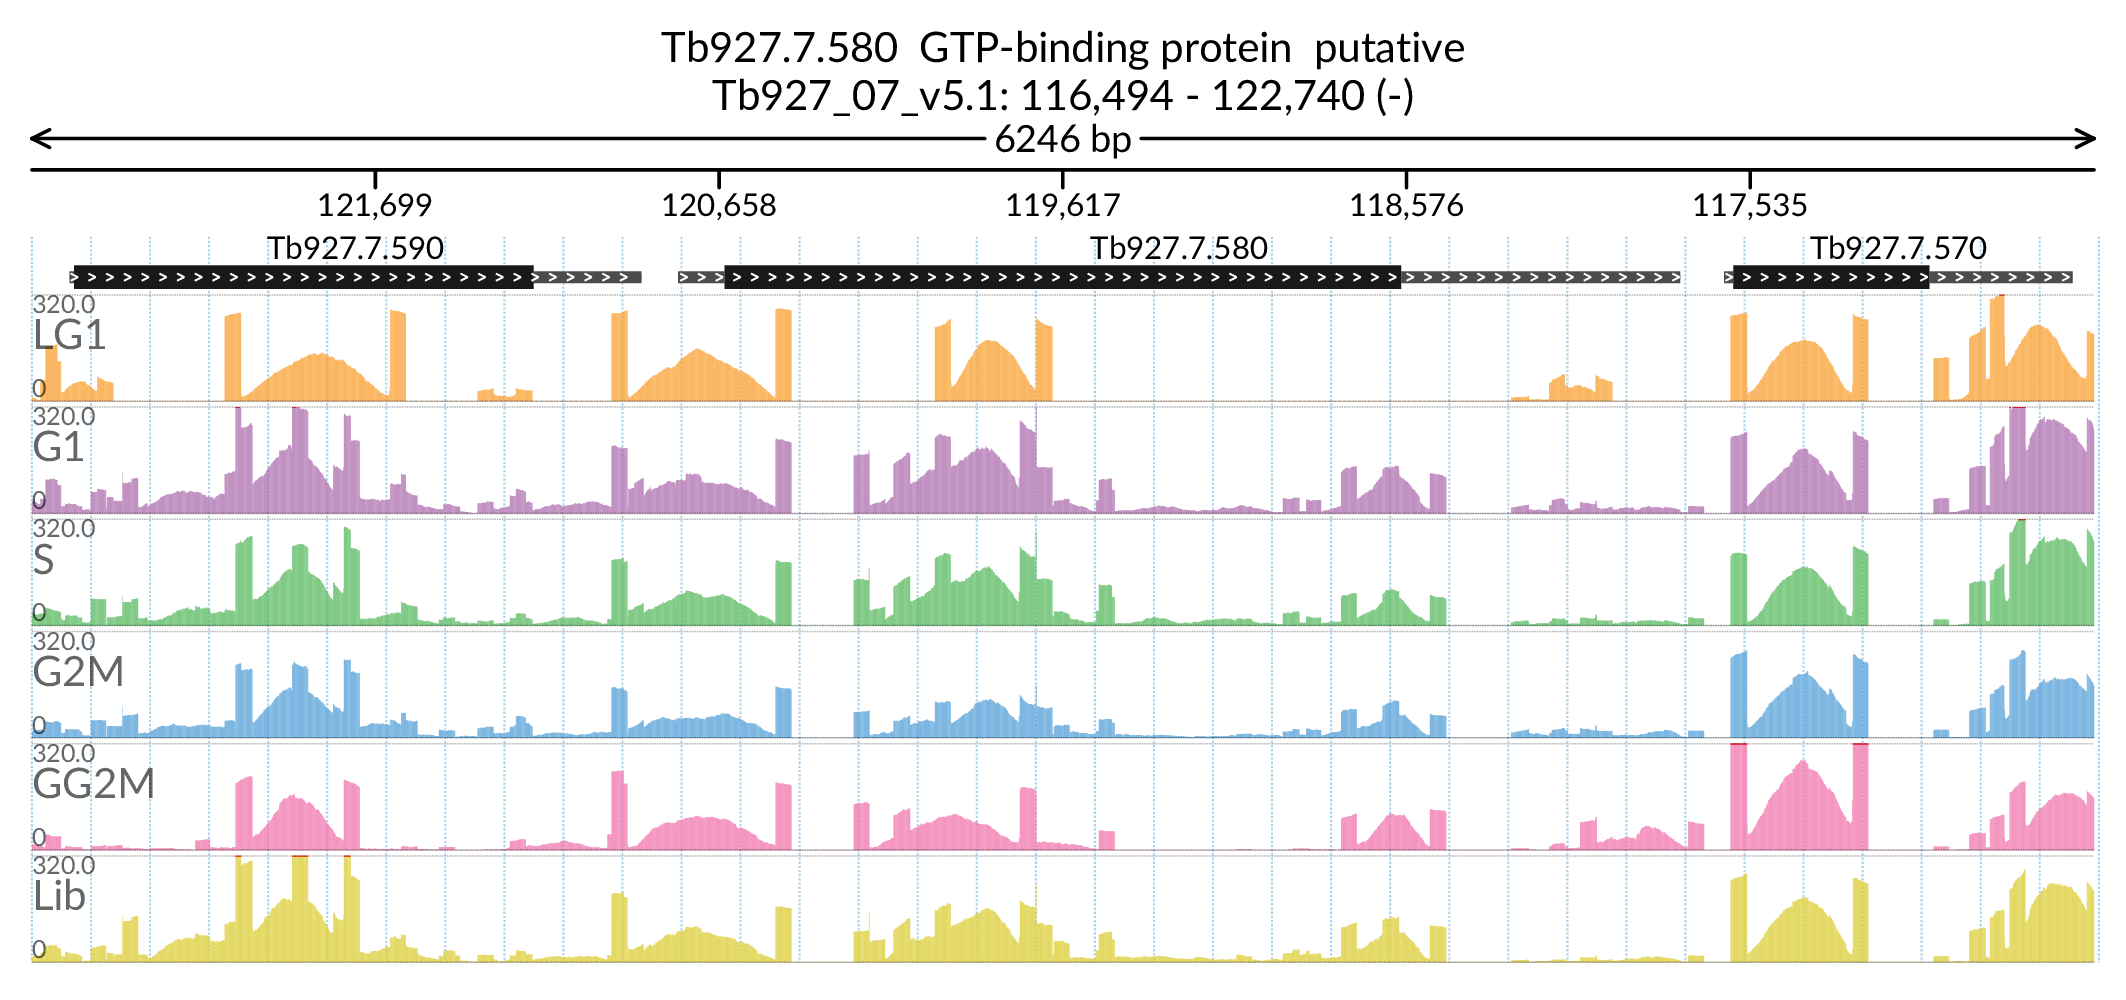 Tb927.7.580  GTP-binding protein  putative
Tb927_07_v5.1: 116,494 - 122,740 (-)
6246 bp
121,699 120,658 119,617 118,576 117,535
Tb927.7.590 Tb927.7.580 Tb927.7.570
320.0
LG1
0
320.0
G1
0
320.0
S
0
320.0
G2M
0
320.0
GG2M
0
320.0
Lib
0